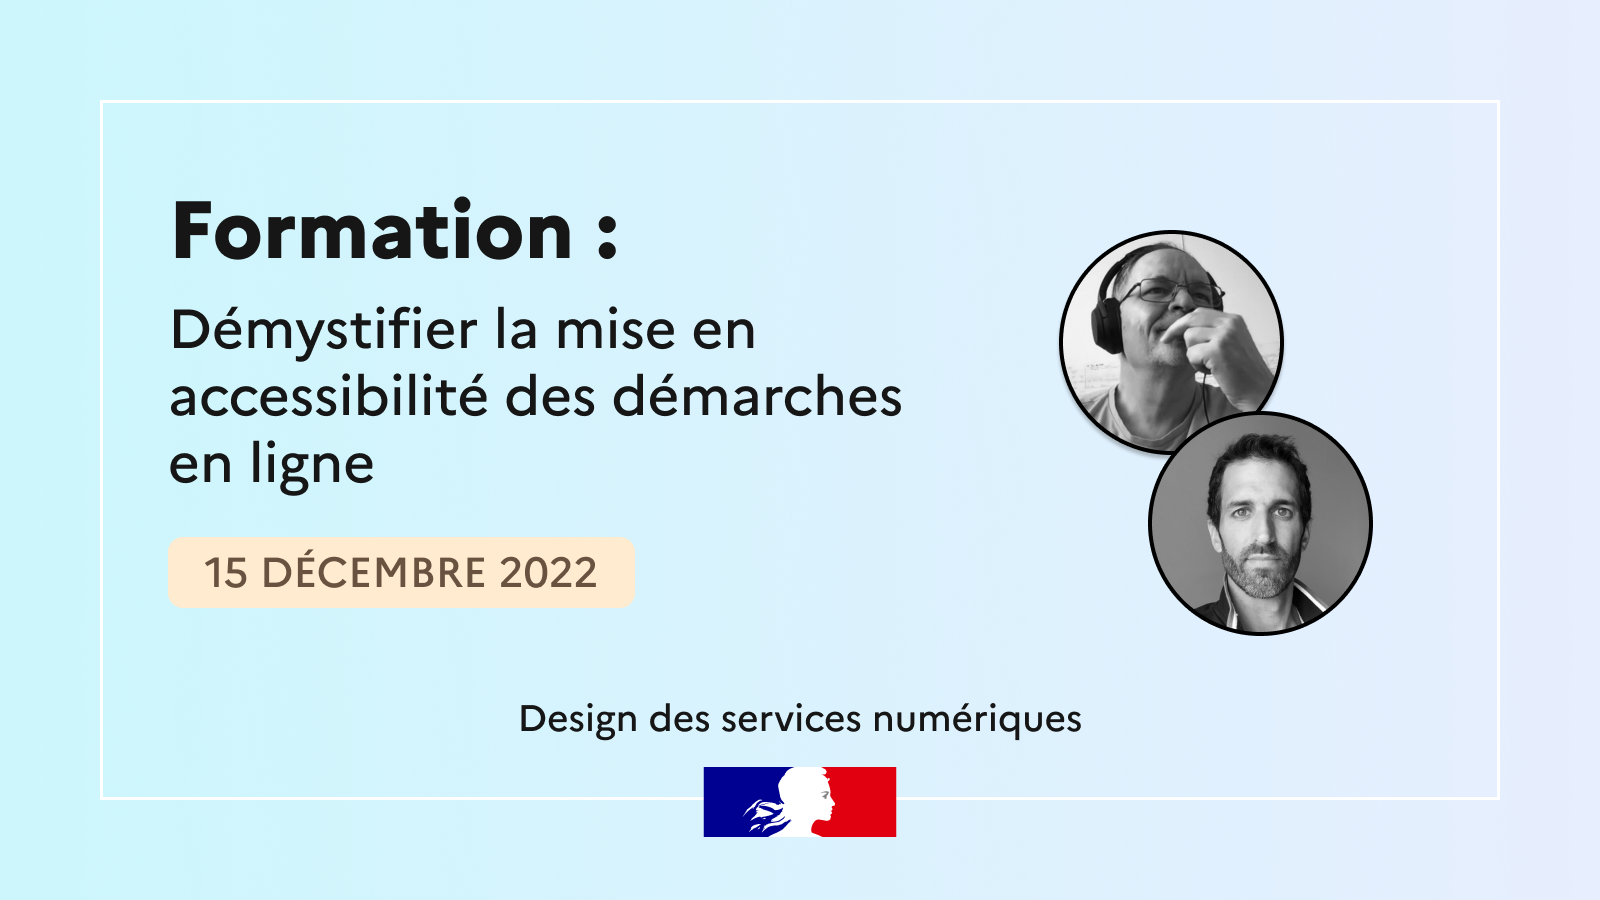 Formation :
Démystifier la mise en
accessibilité des démarches
en ligne
15 DÉCEMBRE 2022
Design des services numériques